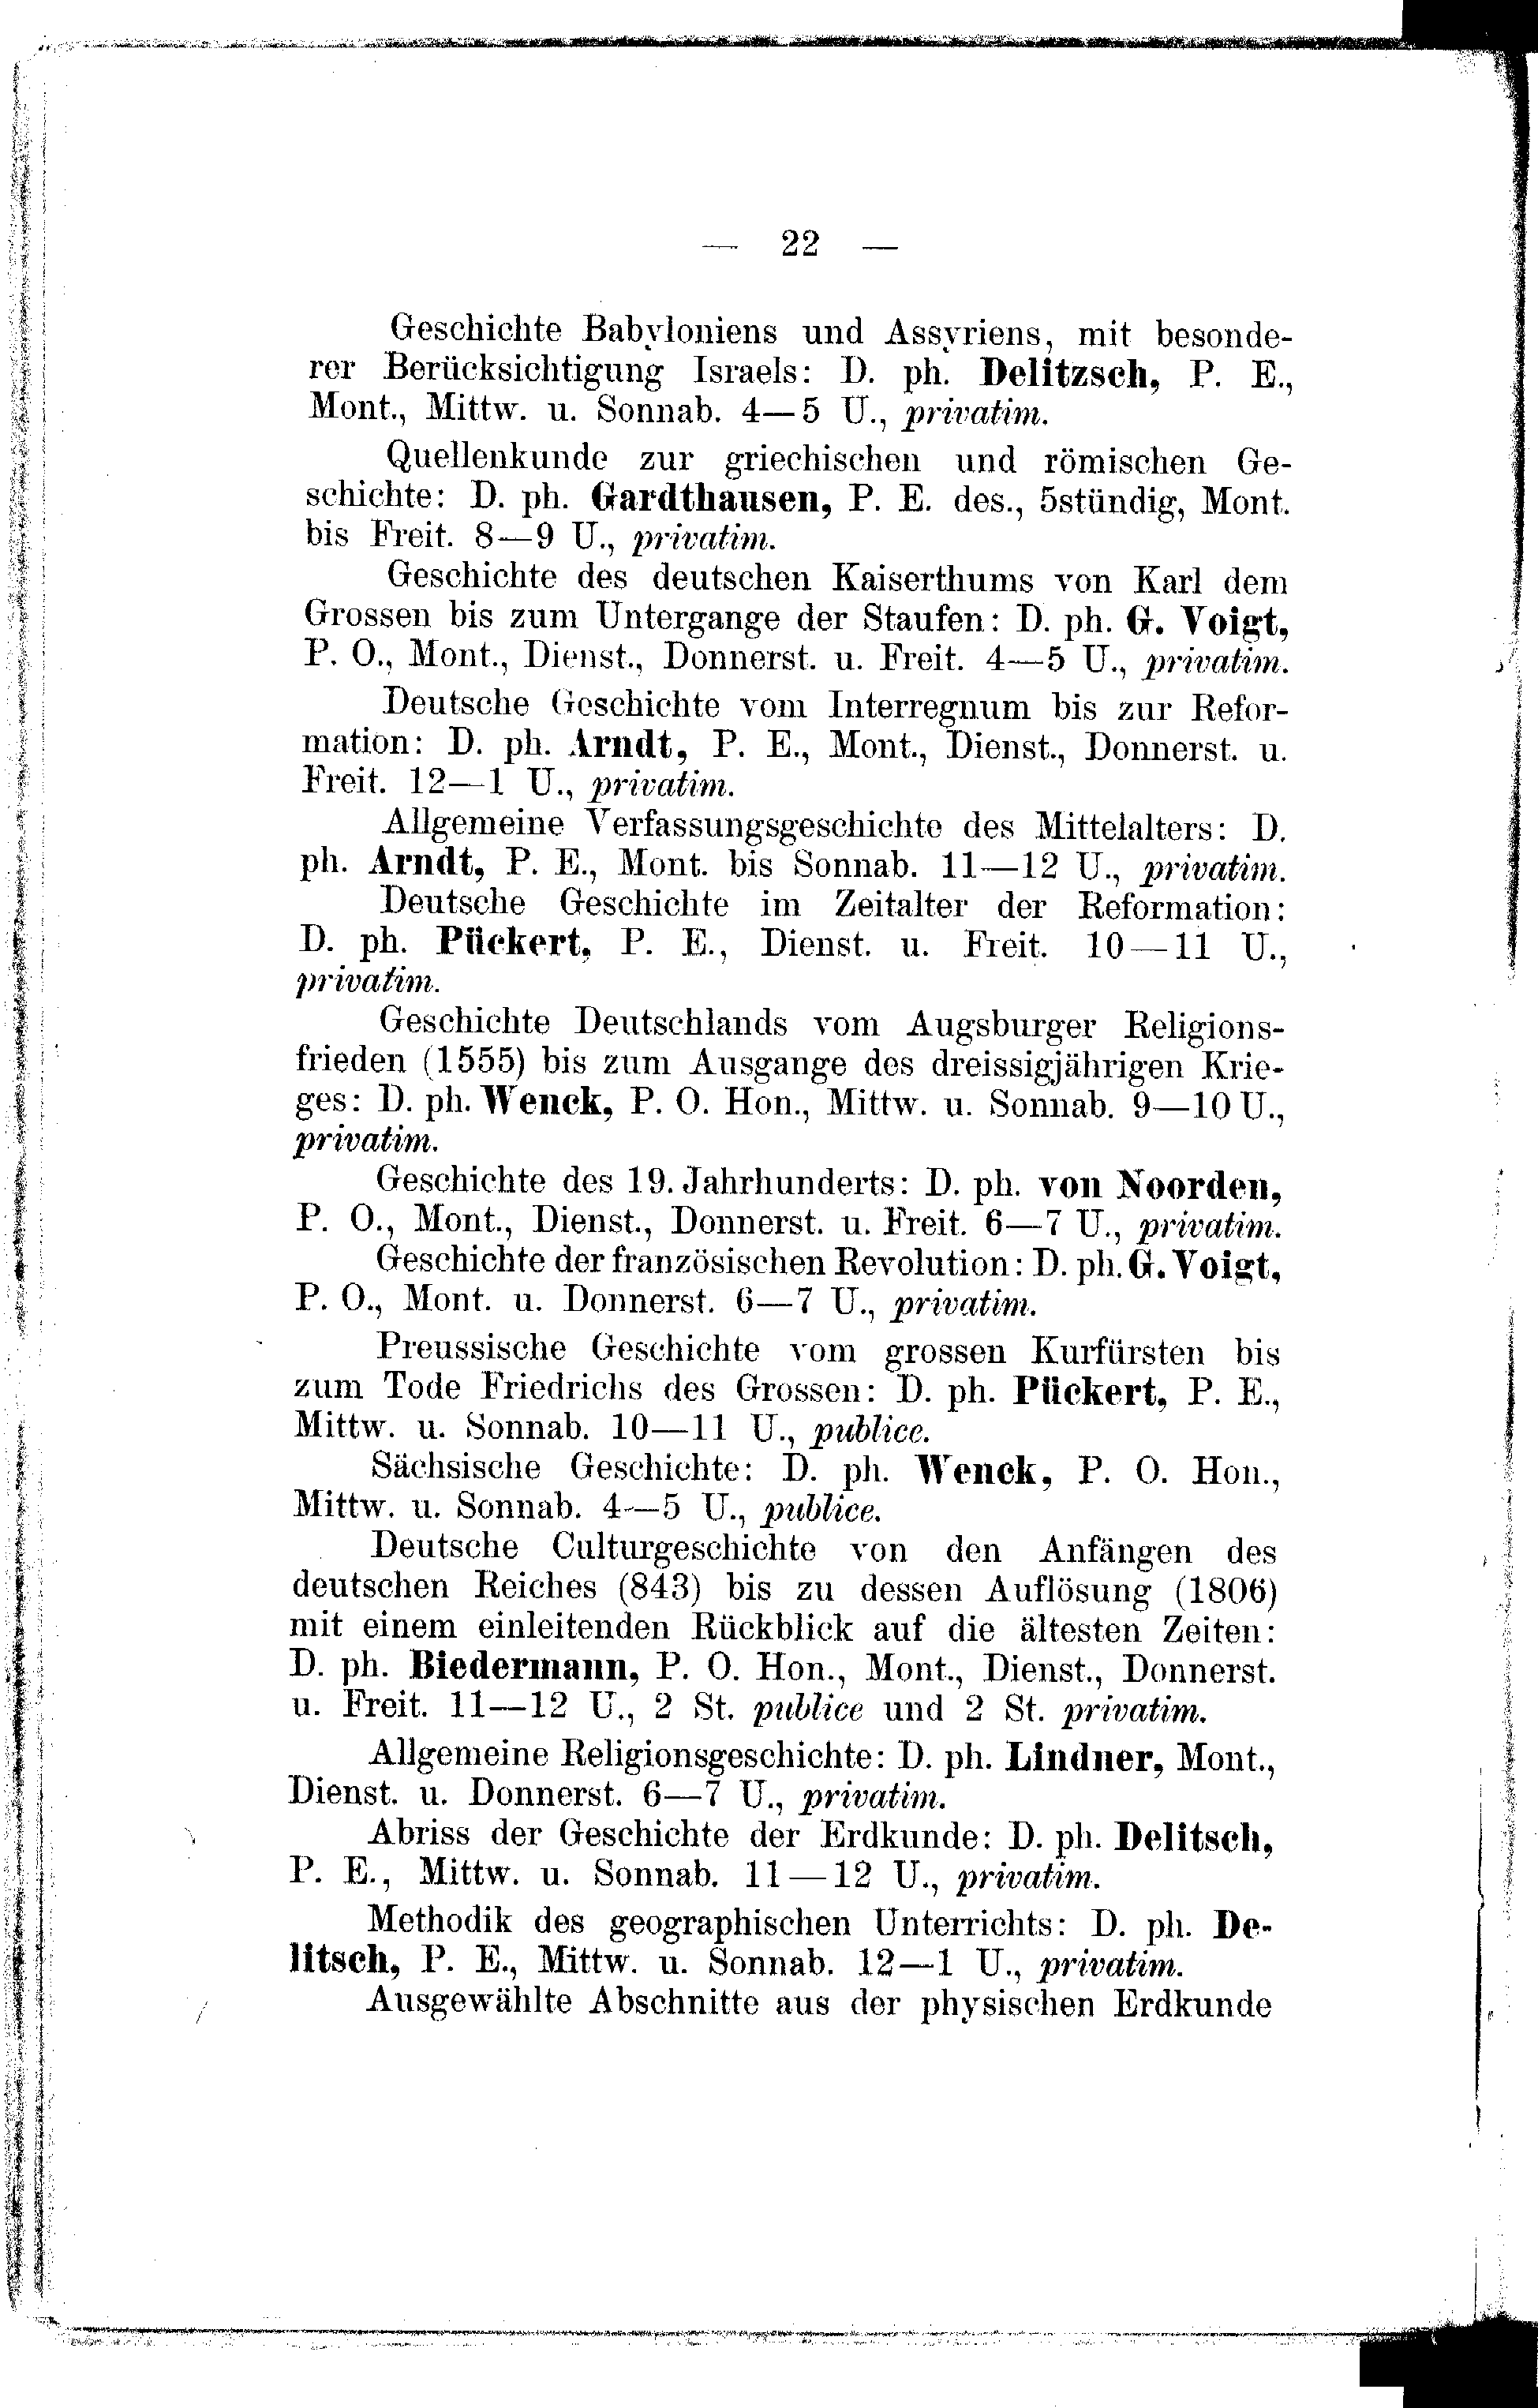 — 22 —
Geschichte Babyloniens und Assyriens, mit besonde-
rer Berücksichtigung Israels: D. ph. Delitzsch, P. E.,
Mont., Mittw. u. Sonnab. 4—5 U., privatim.
Quellenkunde zur griechischen und römischen Ge-
schichte: D. ph. Gardthausen, P. E. des., 5stündig, Mont.
bis Freit. 8—9 U., privatim.
Geschichte des deutschen Kaiserthums von Karl dem
Grossen bis zum Untergange der Staufen: D. ph. G. Voigt,
P. O., Mont., Dienst., Donnerst. u. Freit. 4—5 U., privatim.
Deutsche Geschichte vom Interregnum bis zur Refor-
mation: D. ph. Arndt, P. E., Mont., Dienst., Donnerst. u.
Freit. 12—1 U., privatim.
Allgemeine Verfassungsgeschichte des Mittelalters: D.
ph. Arndt, P. E., Mont. bis Sonnab. 11—12 U., privatim.
Deutsche Geschichte im Zeitalter der Reformation:
D. ph. Pückert, P. E., Dienst. u. Freit. 10—11 U.,
privatim.
Geschichte Deutschlands vom Augsburger Religions-
frieden (1555) bis zum Ausgange des dreissigjährigen Krie-
ges: D. ph. Wenck, P. O. Hon., Mittw. u. Sonnab. 9—10 U.,
privatim.
Geschichte des 19. Jahrhunderts: D. ph. von Noorden,
P. O., Mont., Dienst., Donnerst. u. Freit. 6—7 U., privatim.
Geschichte der französischen Revolution: D. ph. G. Voigt,
P. O., Mont. u. Donnerst. 6—7 U., privatim.
Preussische Geschichte vom grossen Kurfürsten bis
zum Tode Friedrichs des Grossen: D. ph. Pückert, P. E.,
Mittw. u. Sonnab. 10—11 U., publice.
Sächsische Geschichte: D. ph. Wenck, P. O. Hon.,
Mittw. u. Sonnab. 4—5 U., publice.
Deutsche Culturgeschichte von den Anfängen des
deutschen Reiches (843) bis zu dessen Auflösung (1806)
mit einem einleitenden Rückblick auf die ältesten Zeiten:
D. ph. Biedermann, P. O. Hon., Mont., Dienst., Donnerst.
u. Freit. 11—12 U., 2 St. publice und 2 St. privatim.
Allgemeine Religionsgeschichte: D. ph. Lindner, Mont.,
Dienst. u. Donnerst. 6—7 U., privatim.
Abriss der Geschichte der Erdkunde: D. ph. Delitsch,
P. E., Mittw. u. Sonnab. 11—12 U., privatim.
Methodik des geographischen Unterrichts: D. ph. De-
litsch, P. E., Mittw. u. Sonnab. 12—1 U., privatim.
Ausgewählte Abschnitte aus der physischen Erdkunde